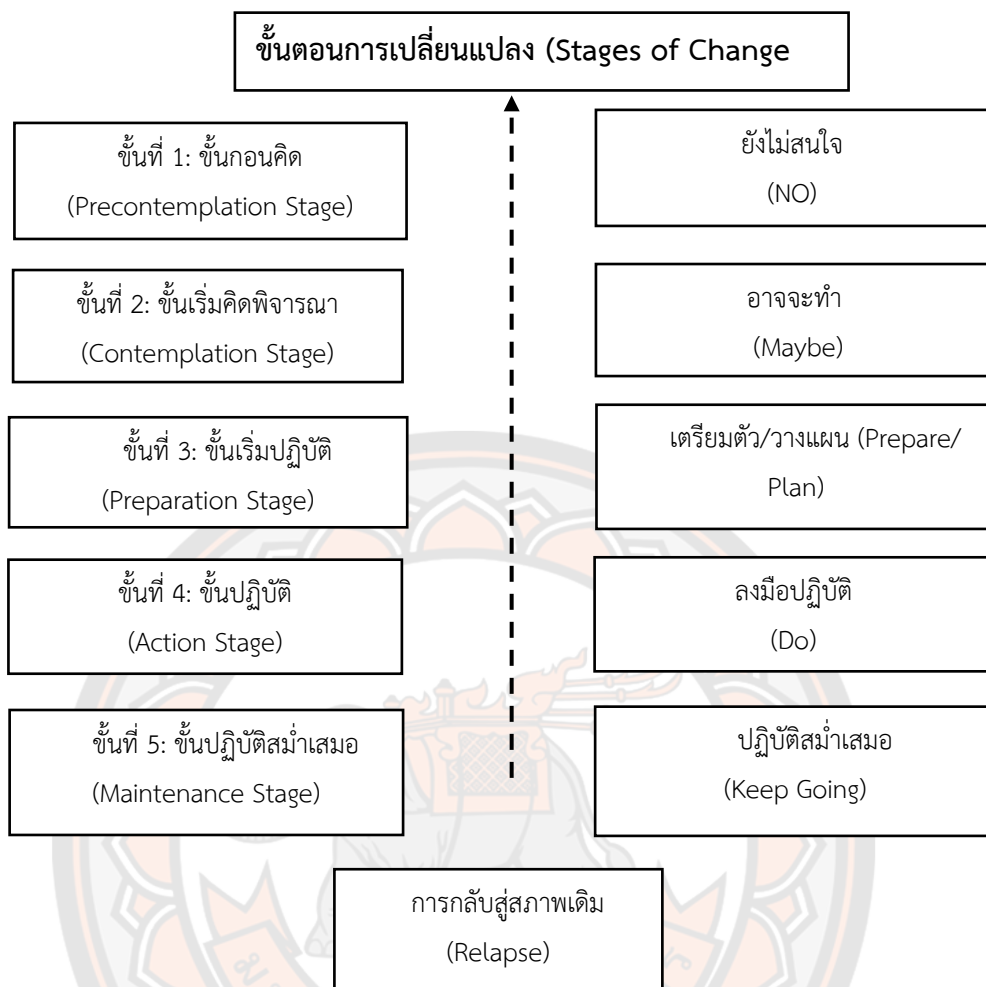 ขั้นตอนการเปลี่ยนแปลง (Stages of Change
ขั้นที่ 1: ขั้นกอนคิด
(Precontemplation Stage)
ยังไม่สนใจ
(NO)
ขั้นที่ 2: ขั้นเริ่มคิดพิจารณา
(Contemplation Stage)
อาจจะทำ
(Maybe)
ขั้นที่ 3: ขั้นเริ่มปฏิบัติ
(Preparation Stage)
เตรียมตัว/วางแผน (Prepare/
Plan)
ขั้นที่ 4: ขั้นปฏิบัติ
(Action Stage)
ลงมือปฏิบัติ
(Do)
ขั้นที่ 5: ขั้นปฏิบัติสม่ำเสมอ
(Maintenance Stage)
ปฏิบัติสม่ำเสมอ
(Keep Going)
การกลับสู่สภาพเดิม
(Relapse)